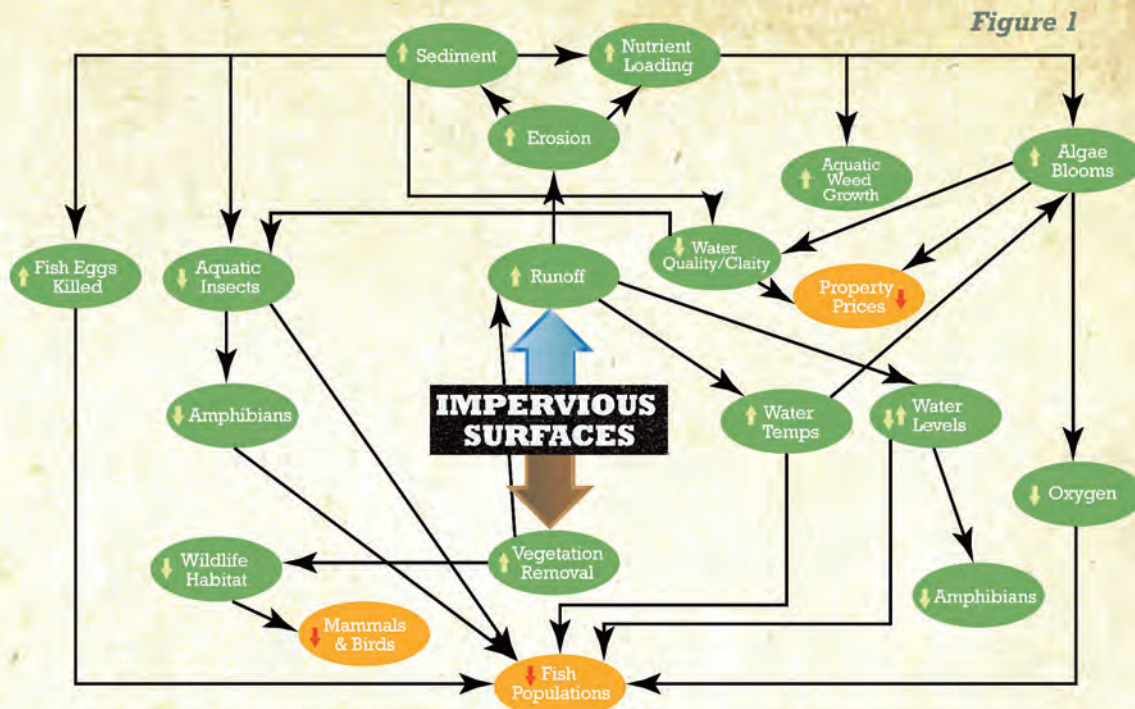 Figure 1
Sediment
Nutrient
Loading
Erosion
Aquatic
Weed
Growth
Algae
Blooms
Fish Eggs
Killed
Aquatic
Insects
Runoff
Water
Quality/Claity
Property
Prices
IMPERVIOUS
SURFACES
Amphibians
Water
Temps
Water
Levels
Oxygen
Wildlife
Habitat
Vegetation
Removal
Amphibians
Mammals
& Birds
Fish
Populations